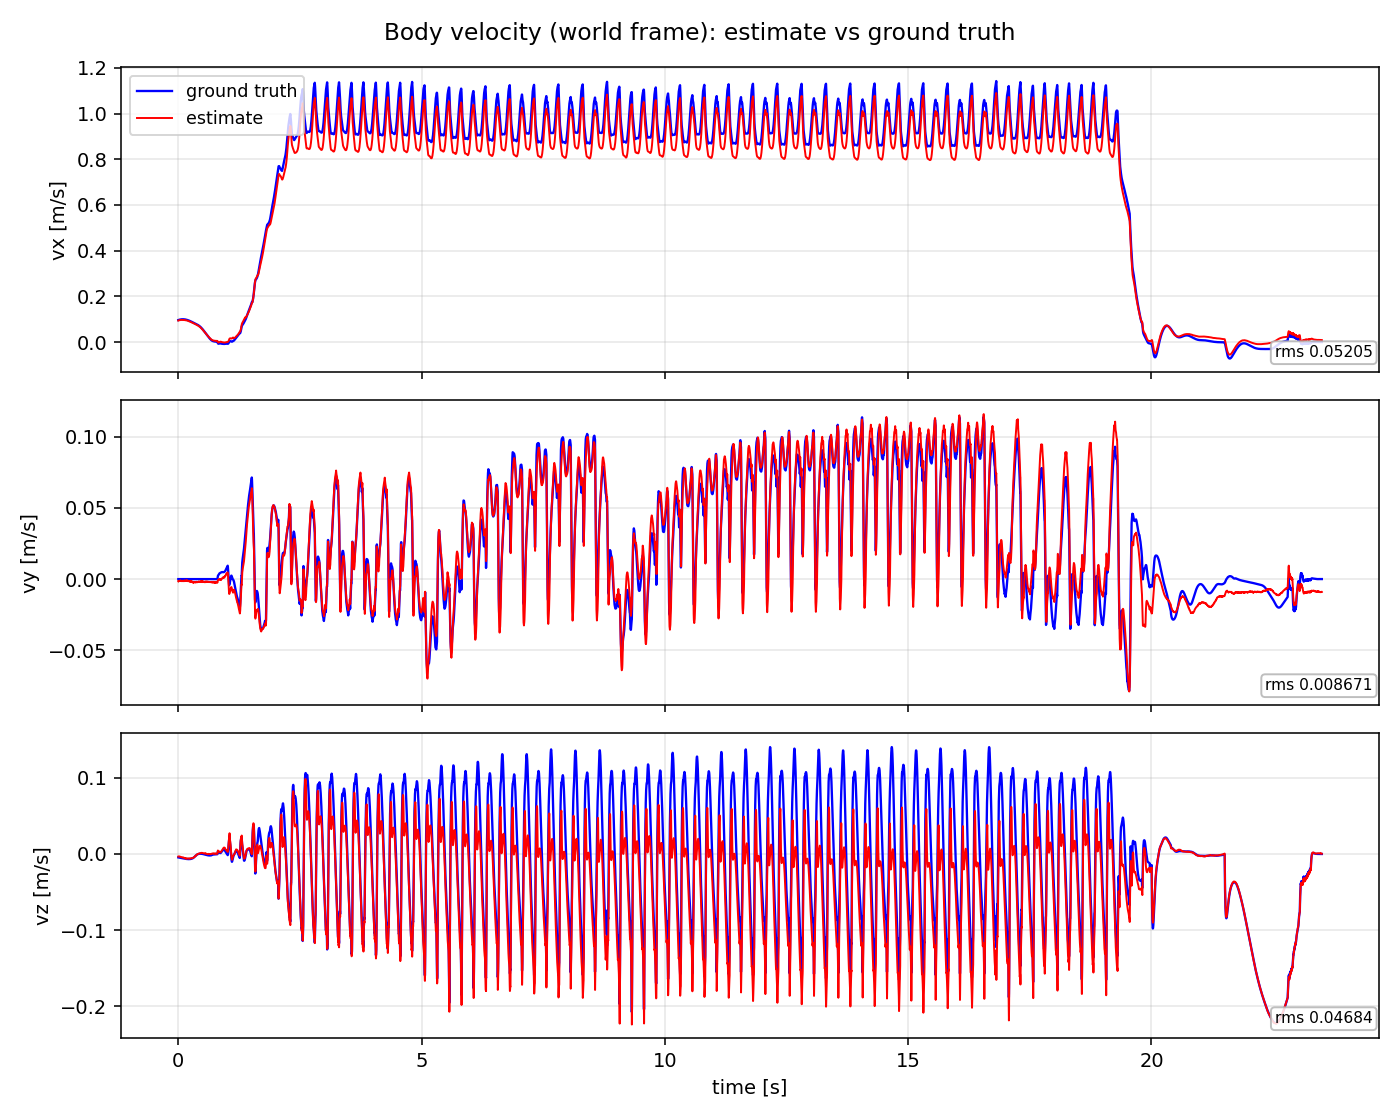 Body velocity (world frame): estimate vs ground truth
1.2
1.0
0.8
0.6
0.4
0.2
0.0
vx [m/s]
ground truth
estimate
rms 0.05205
0.10
0.05
0.00
−0.05
vy [m/s]
rms 0.008671
0.1
0.0
−0.1
−0.2
vz [m/s]
rms 0.04684
0 5 10 15 20
time [s]